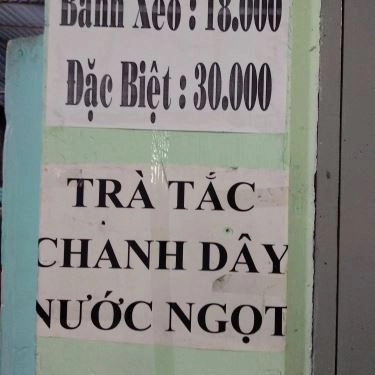 Bánh Xèo : 18.000
Đặc Biệt : 30.000
TRÀ TẮC
CHANH DÂY
NƯỚC NGỌT